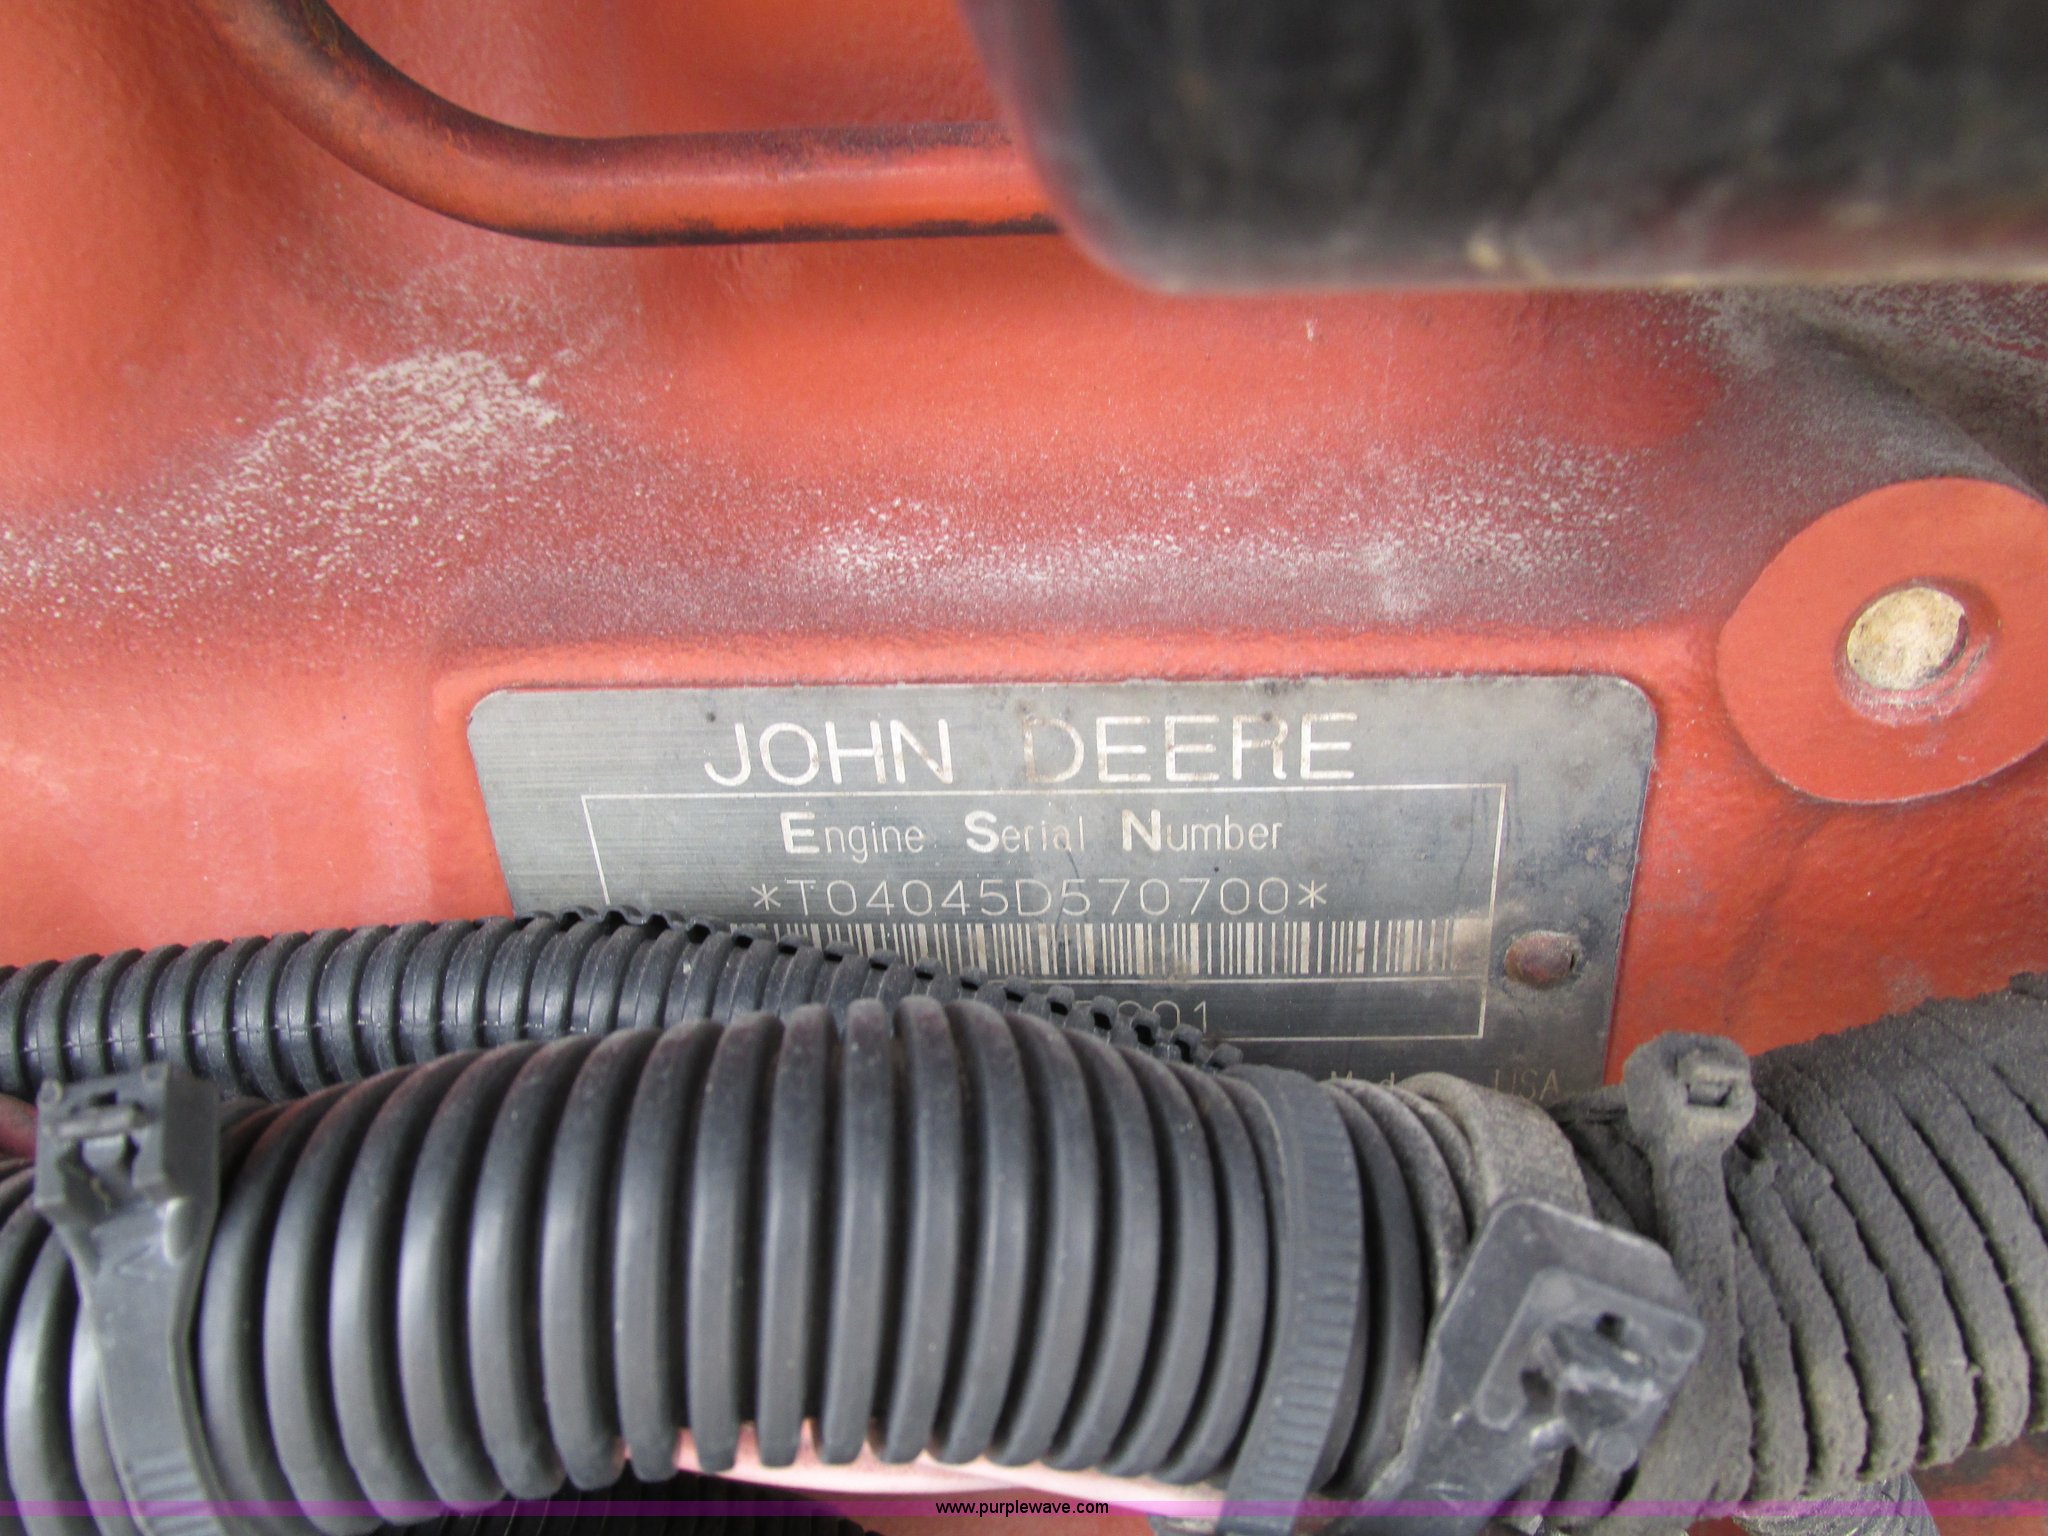 JOHN DEERE
Engine Serial Number
*T04045D570700*
USA
www.purplewave.com